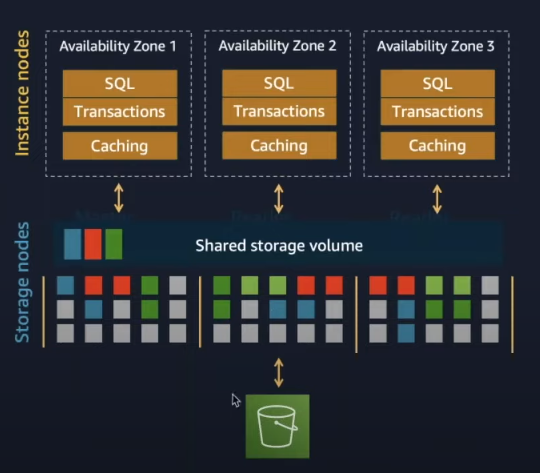 Instance nodes
Availability Zone 1
Availability Zone 2
Availability Zone 3
SQL
Transactions
Caching
SQL
Transactions
Caching
SQL
Transactions
Caching
Storage nodes
Shared storage volume